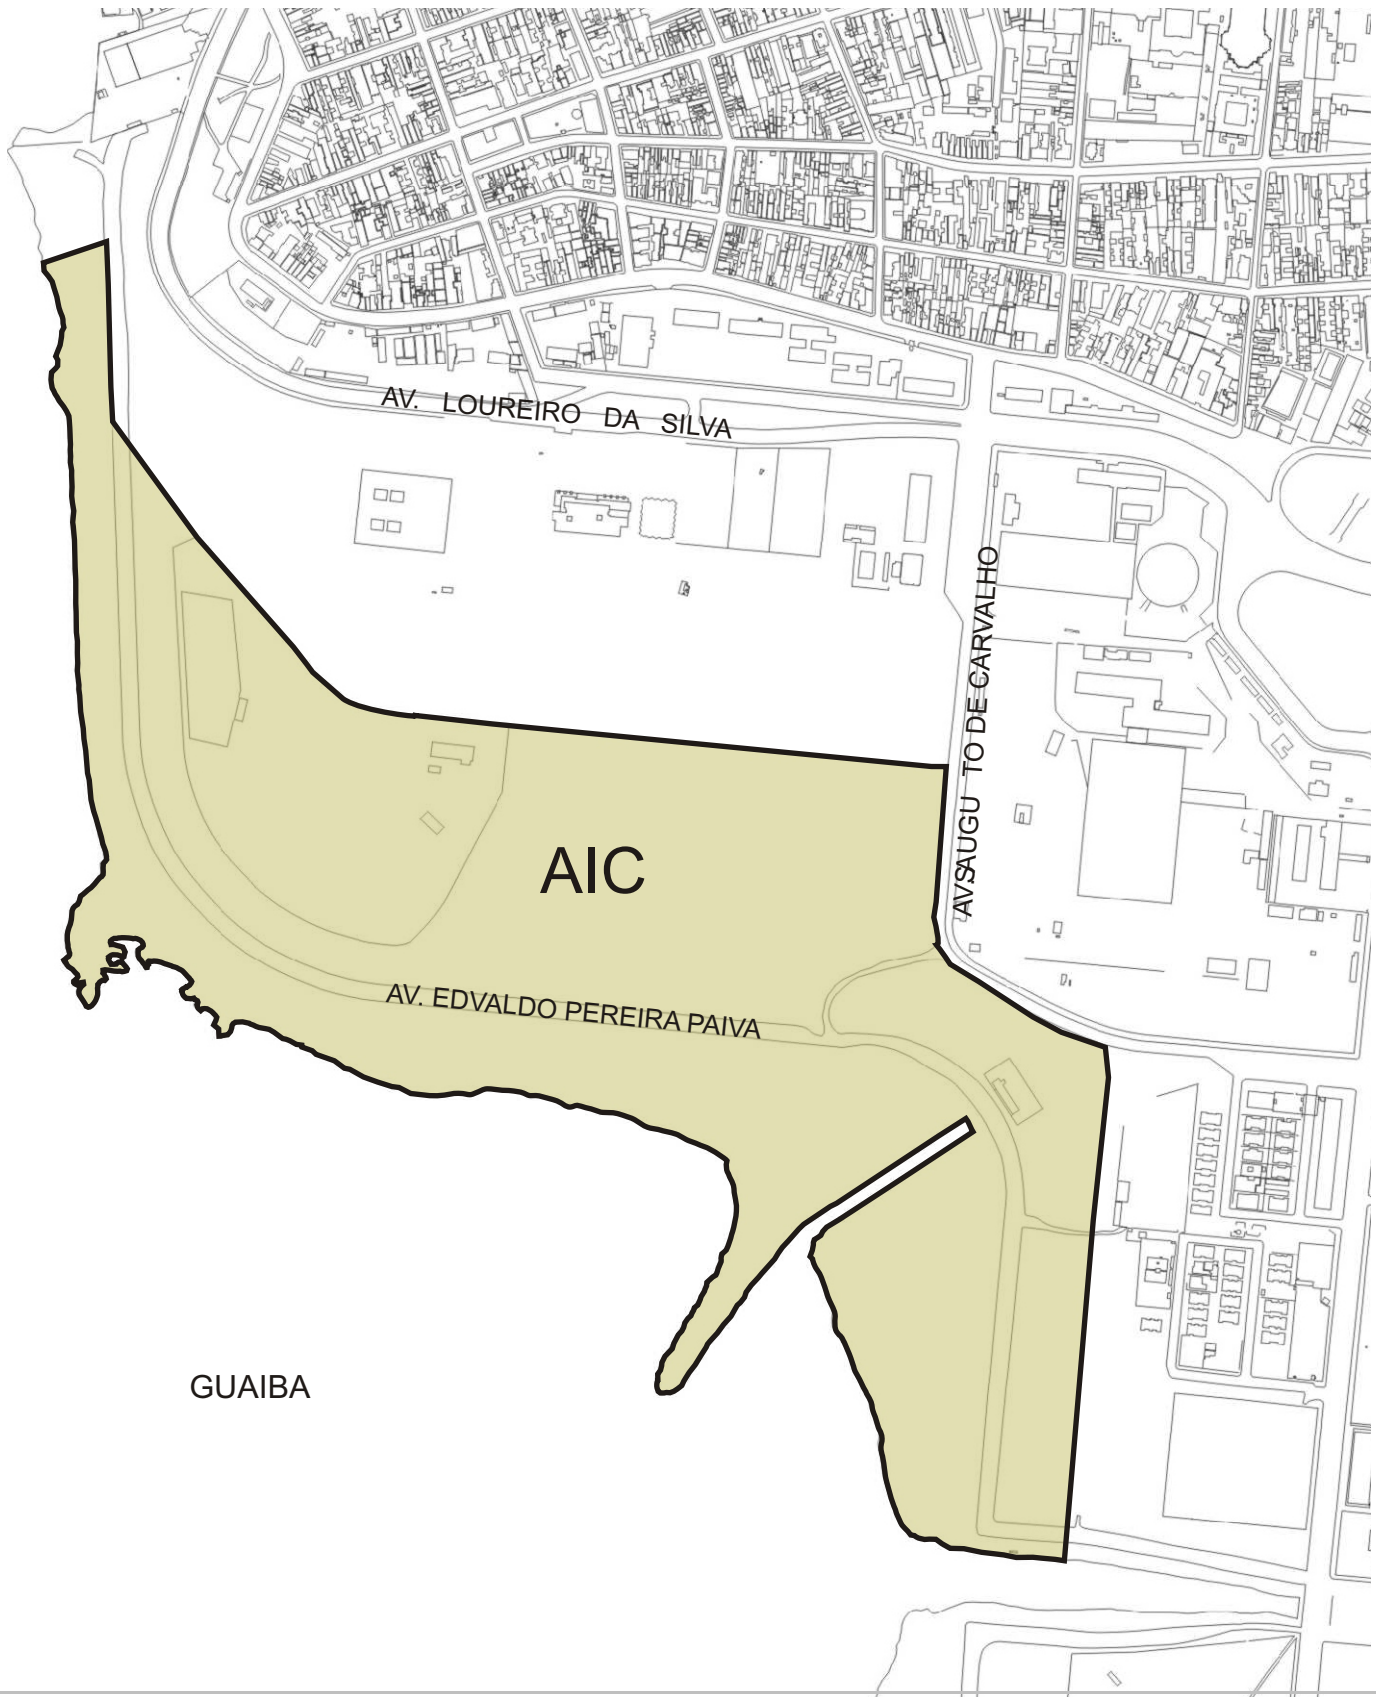 AV. LOUREIRO DA SILVA
AVSAUGU TO DE CARVALHO
AIC
AV. EDVALDO PEREIRA PAIVA
GUAIBA